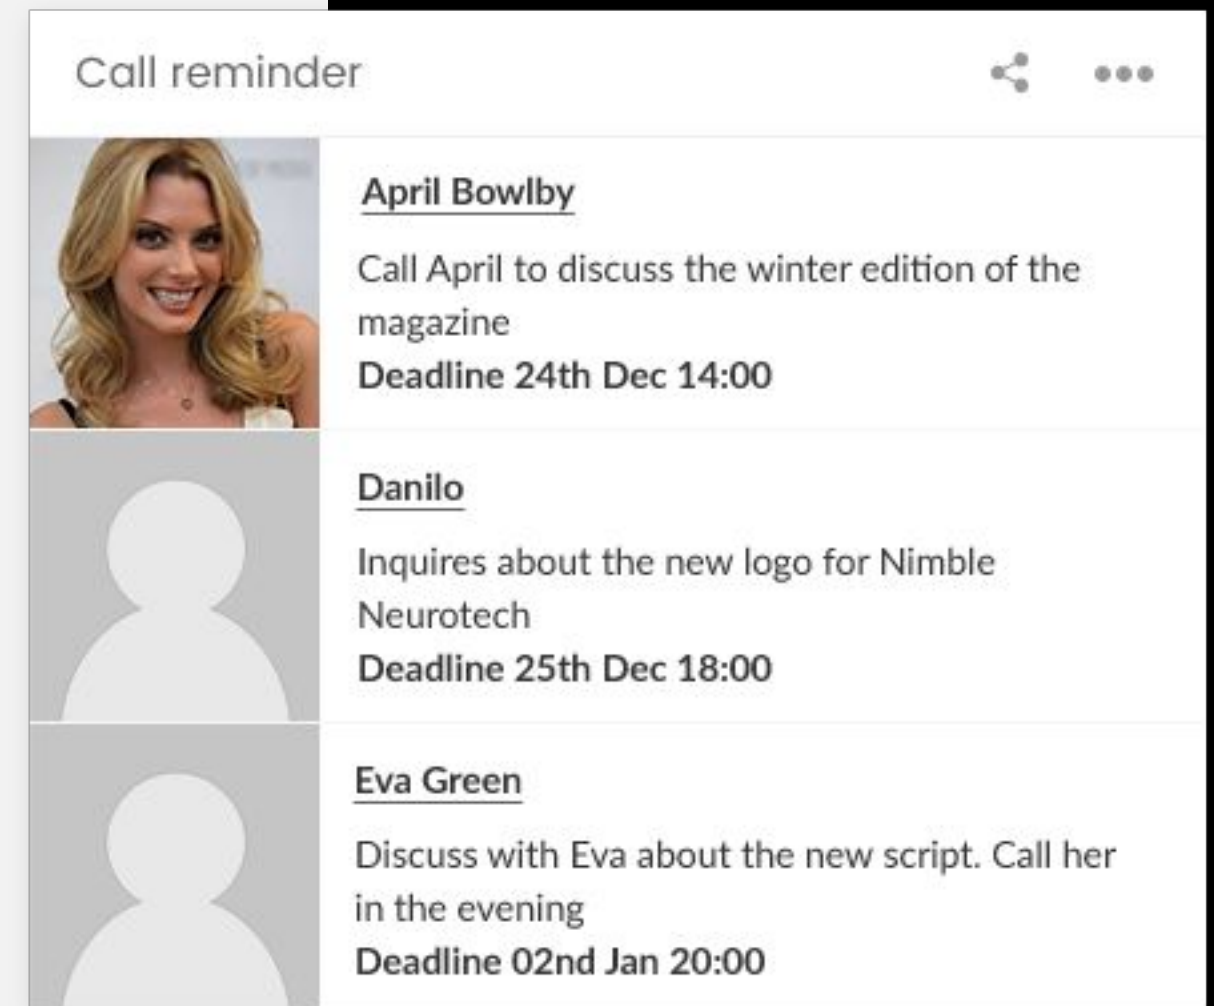 Call reminder
April Bowlby
Call April to discuss the winter edition of the
magazine
Deadline 24th Dec 14:00
Danilo
Inquires about the new logo for Nimble
Neurotech
Deadline 25th Dec 18:00
Eva Green
Discuss with Eva about the new script. Call her
in the evening
Deadline 02nd Jan 20:00